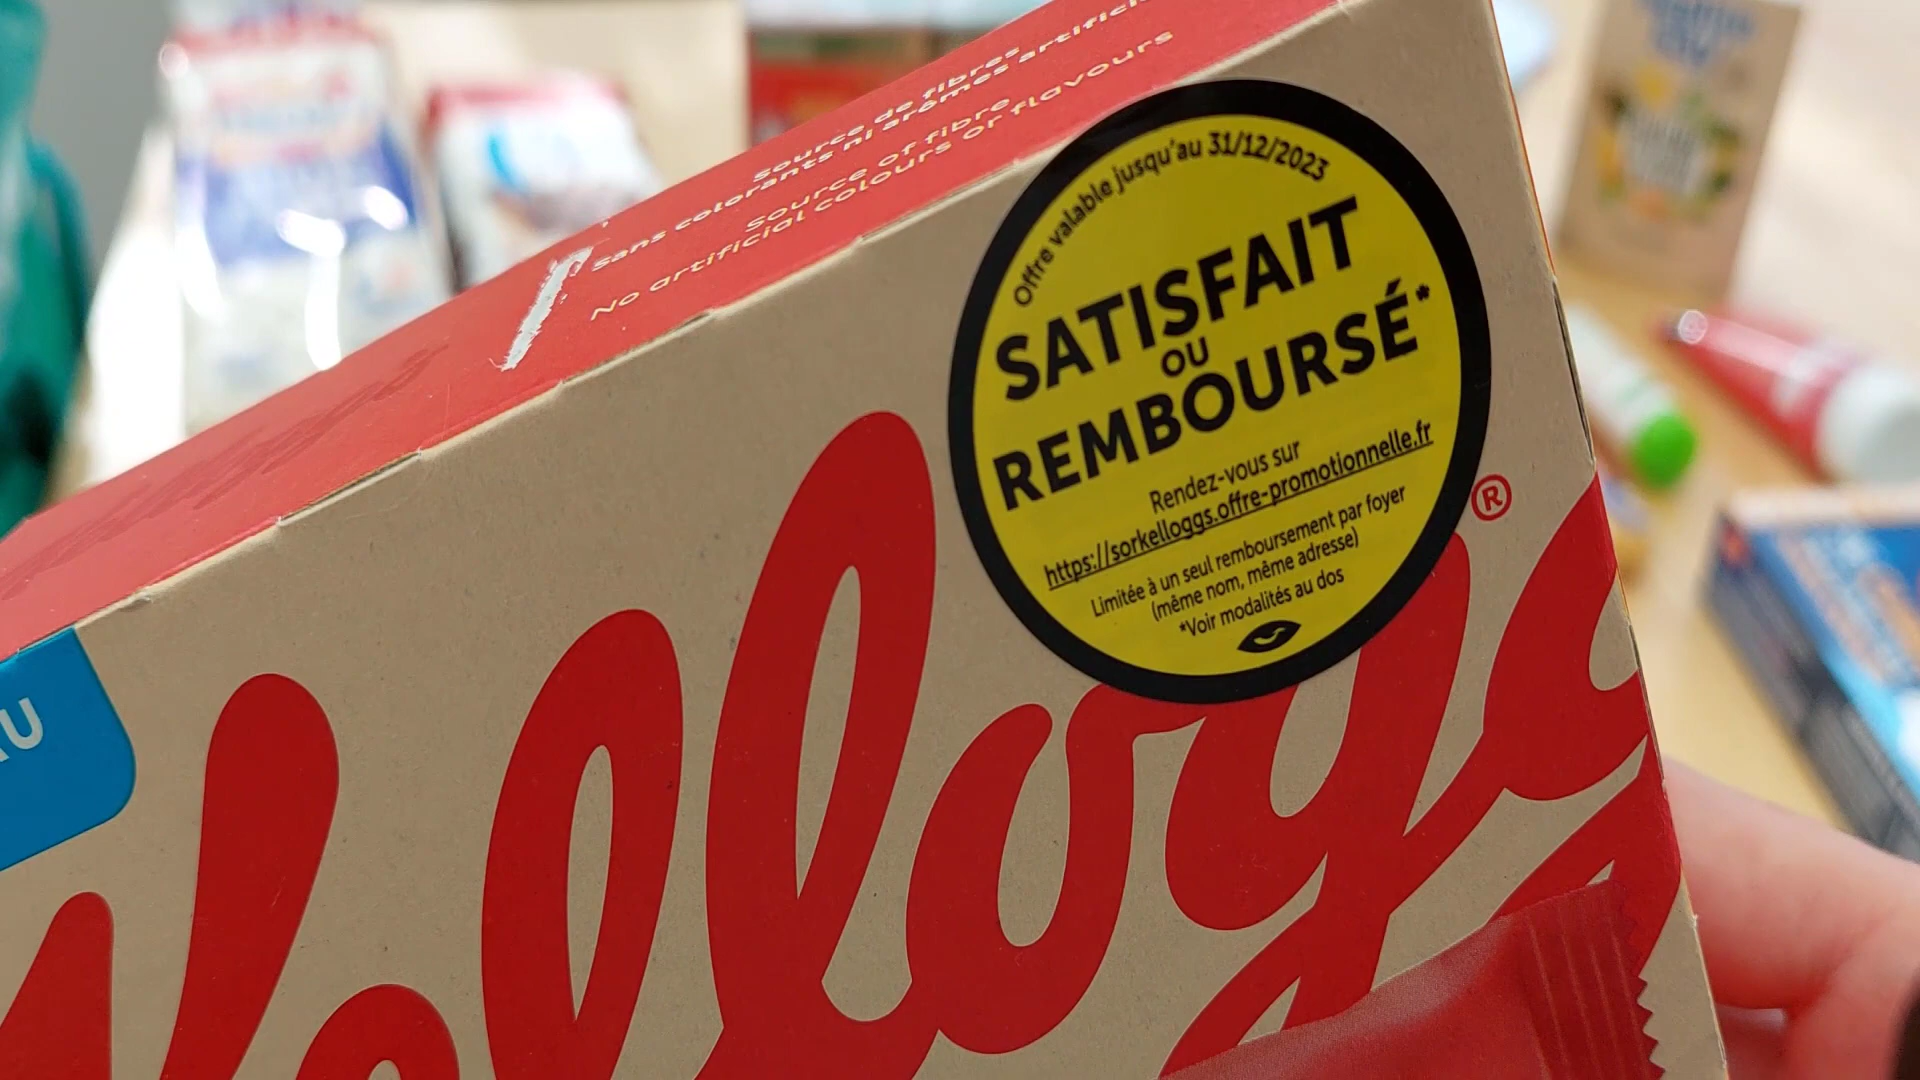 Source de fibres
Sans colorants ni arômes artificiels
Source of fibre
No artificial colours or flavours
Offre valable jusqu'au 31/12/2023
SATISFAIT
OU
REMBOURSÉ*
Rendez-vous sur
https://sorkelloggs.offre-promotionnelle.fr
Limitée à un seul remboursement par foyer
(même nom, même adresse)
*Voir modalités au dos
Kellogg's
®